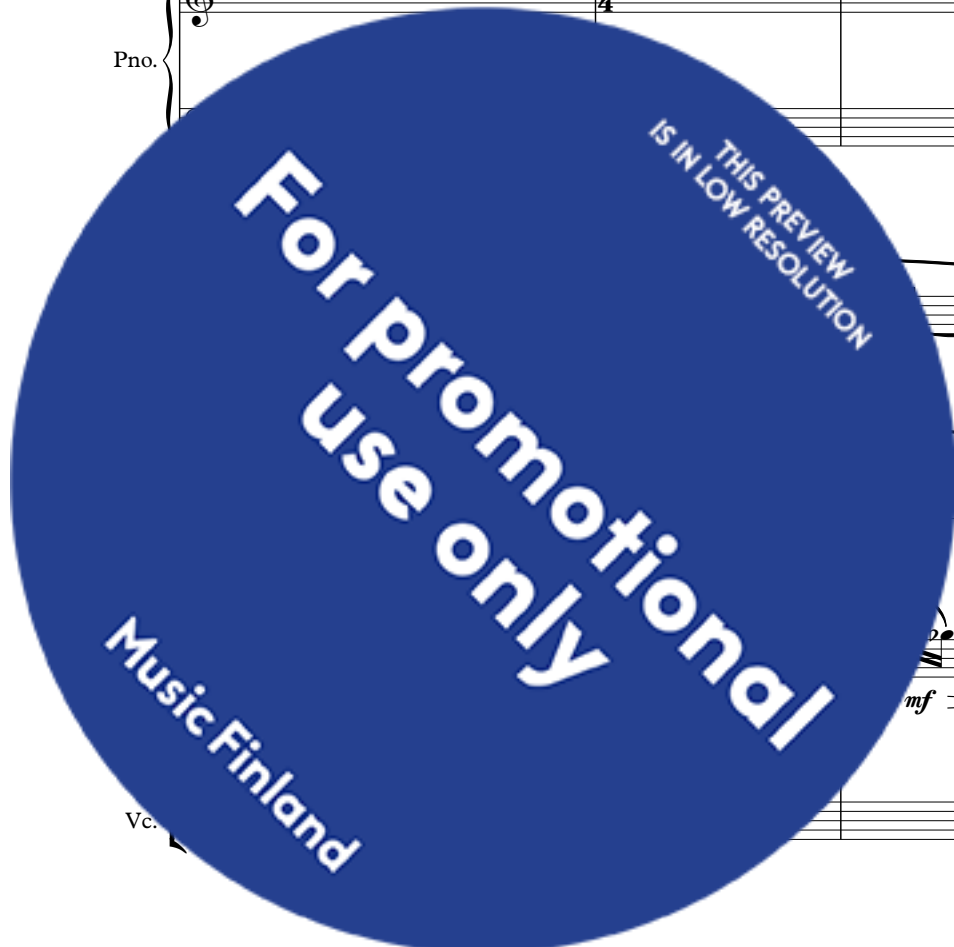 4
Pno.
THIS PREVIEW
IS IN LOW RESOLUTION
For promotional
use only
mf
Music Finland
Vc.